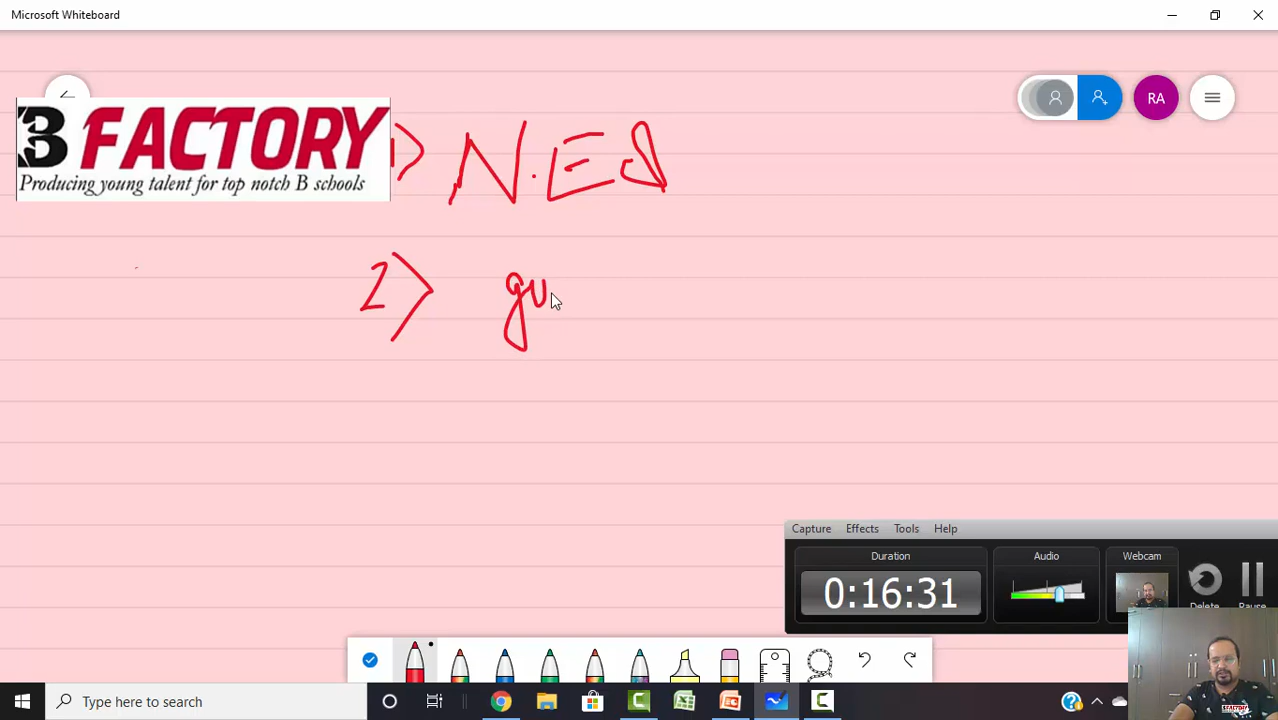 Microsoft Whiteboard
B FACTORY
Producing young talent for top notch B schools
RA
N.E
2> gu
Capture Effects Tools Help
Duration Audio Webcam
0:16:31
Delete Pause
Type here to search